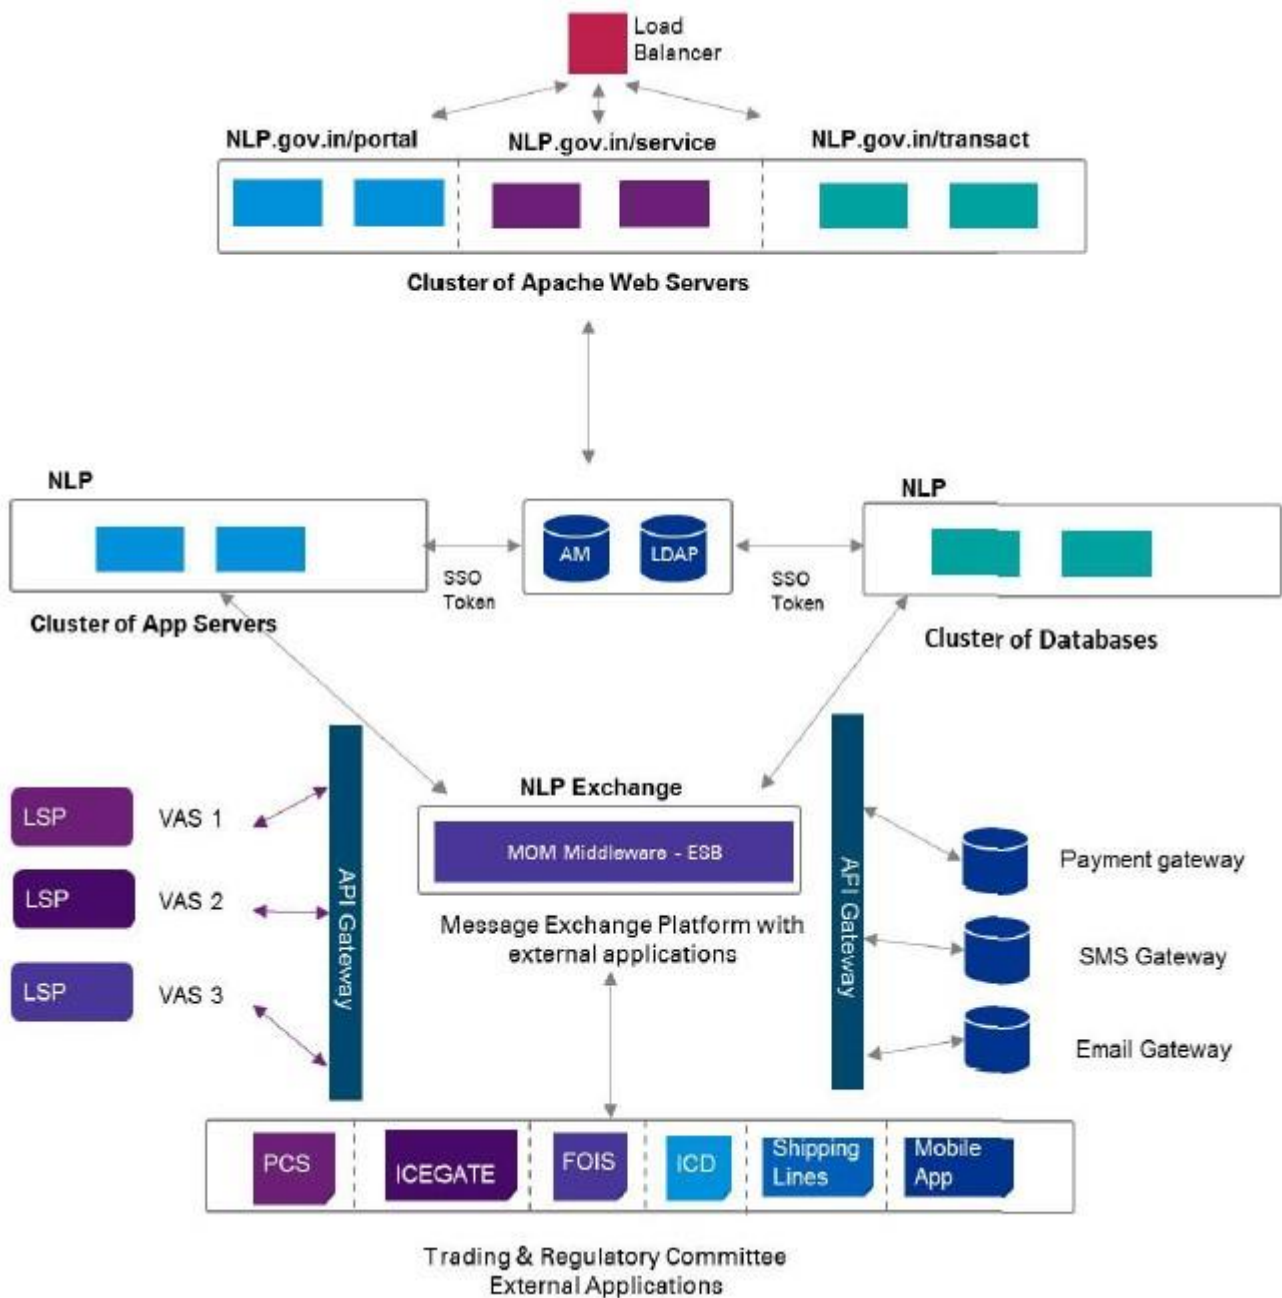 Load
Balancer
NLP.gov.in/portal
NLP.gov.in/service
NLP.gov.in/transact
Cluster of Apache Web Servers
NLP
NLP
AM
LDAP
SSO
Token
SSO
Token
Cluster of App Servers
Cluster of Databases
NLP Exchange
LSP
VAS 1
MOM Middleware - ESB
Payment gateway
LSP
VAS 2
API Gateway
API Gateway
Message Exchange Platform with
external applications
SMS Gateway
LSP
VAS 3
Email Gateway
PCS
ICEGATE
FOIS
ICD
Shipping
Lines
Mobile
App
Trading & Regulatory Committee
External Applications